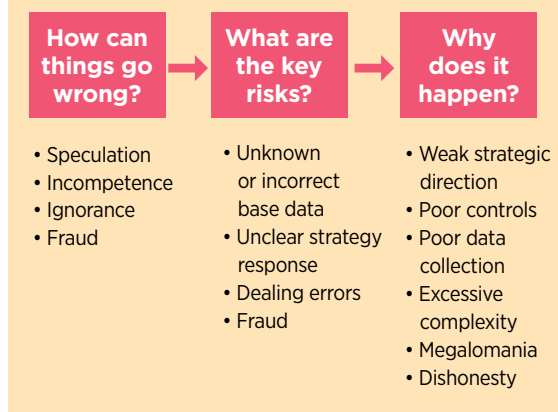 How can
things go
wrong?
What are
the key
risks?
Why
does it
happen?
• Speculation
• Incompetence
• Ignorance
• Fraud
• Unknown
or incorrect
base data
• Unclear strategy
response
• Dealing errors
• Fraud
• Weak strategic
direction
• Poor controls
• Poor data
collection
• Excessive
complexity
• Megalomania
• Dishonesty